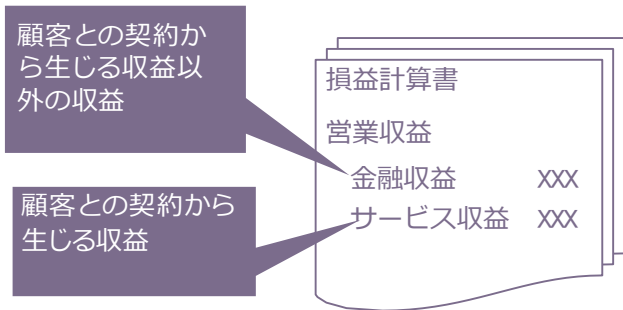 顧客との契約か
ら生じる収益以
外の収益
顧客との契約から
生じる収益
損益計算書
営業収益
金融収益 XXX
サービス収益 XXX